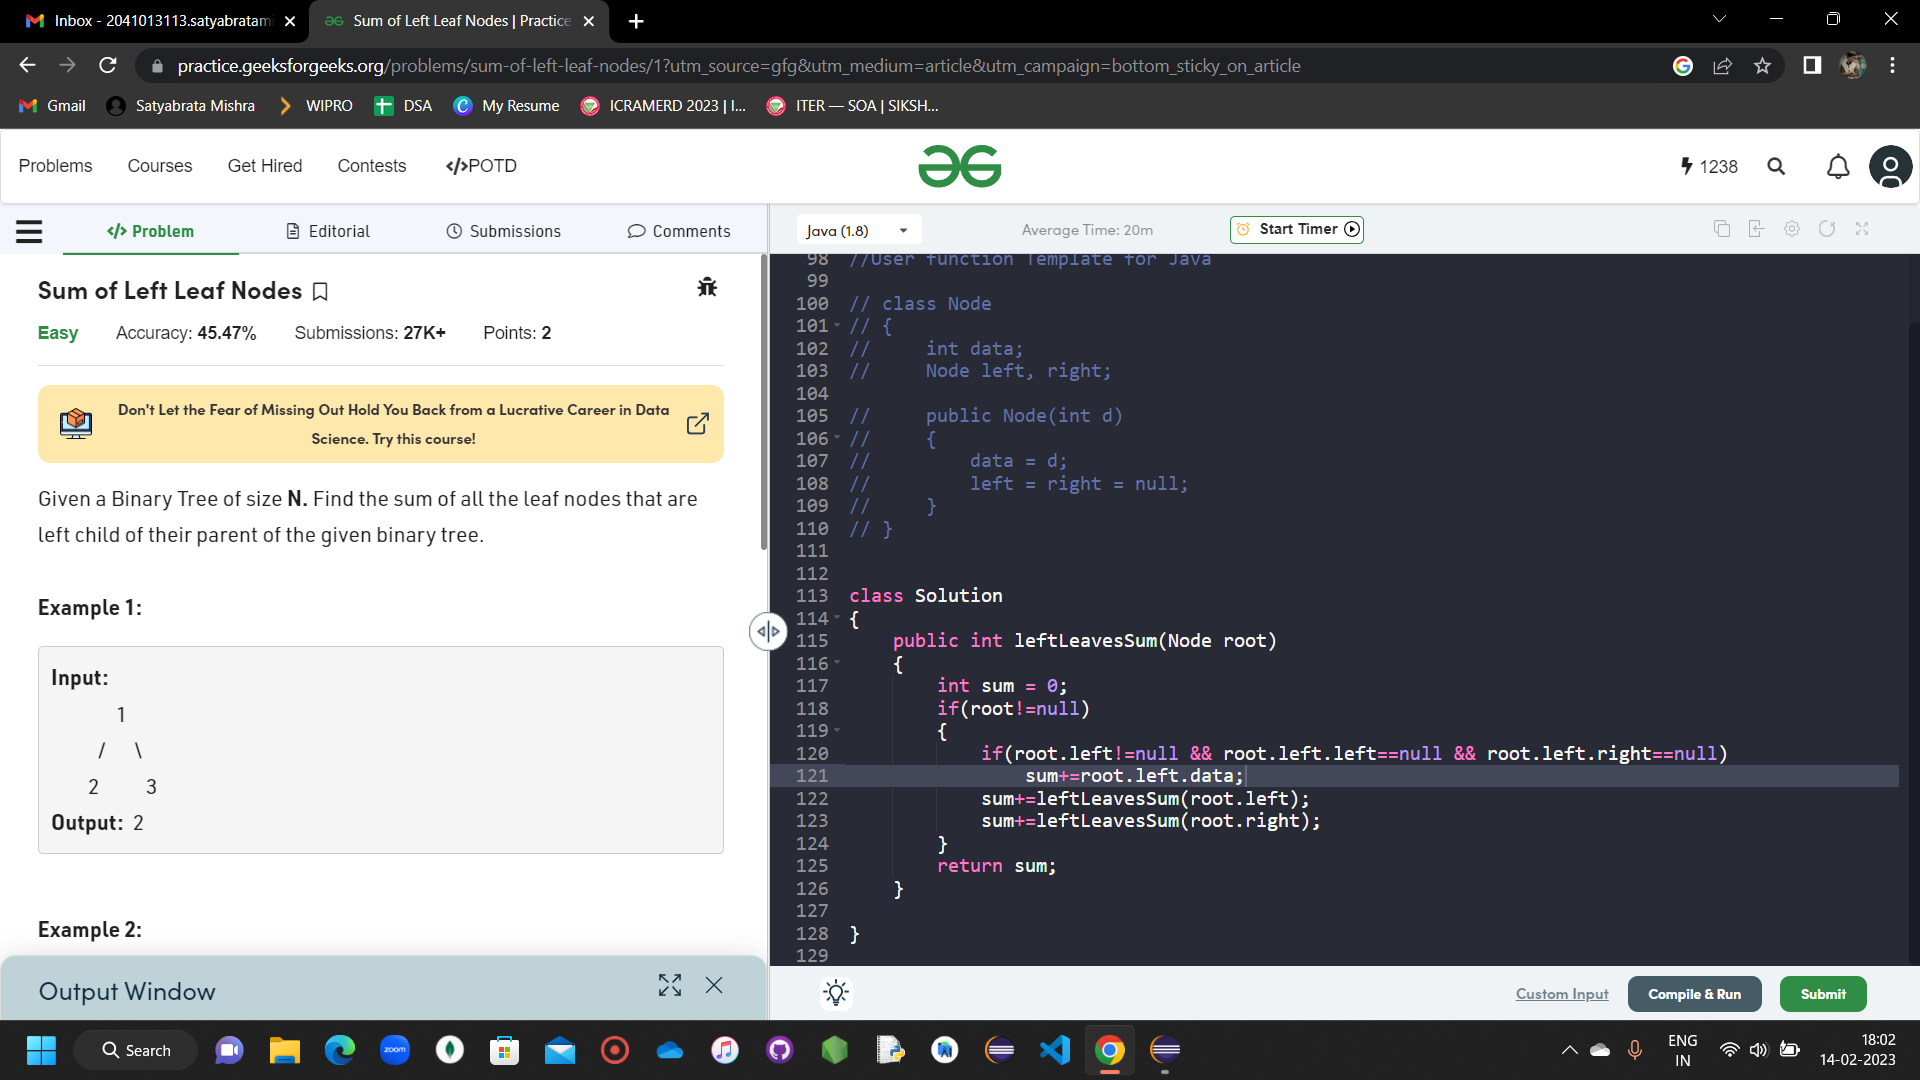 Inbox - 2041013113.satyabratami
Sum of Left Leaf Nodes | Practice
practice.geeksforgeeks.org/problems/sum-of-left-leaf-nodes/1?utm_source=gfg&utm_medium=article&utm_campaign=bottom_sticky_on_article
Gmail Satyabrata Mishra WIPRO DSA My Resume ICRAMERD 2023 | I... ITER — SOA | SIKSH...
Problems Courses Get Hired Contests </>POTD 1238
</> Problem Editorial Submissions Comments
Java (1.8) Average Time: 20m Start Timer
Sum of Left Leaf Nodes
Easy Accuracy: 45.47% Submissions: 27K+ Points: 2
Don't Let the Fear of Missing Out Hold You Back from a Lucrative Career in Data
Science. Try this course!
Given a Binary Tree of size N. Find the sum of all the leaf nodes that are
left child of their parent of the given binary tree.
Example 1:
Input:
1
/ \
2 3
Output: 2
Example 2:
Output Window
98 //User function Template for Java
99
100 // class Node
101 // {
102 // int data;
103 // Node left, right;
104
105 // public Node(int d)
106 // {
107 // data = d;
108 // left = right = null;
109 // }
110 // }
111
112
113 class Solution
114 {
115 public int leftLeavesSum(Node root)
116 {
117 int sum = 0;
118 if(root!=null)
119 {
120 if(root.left!=null && root.left.left==null && root.left.right==null)
121 sum+=root.left.data;
122 sum+=leftLeavesSum(root.left);
123 sum+=leftLeavesSum(root.right);
124 }
125 return sum;
126 }
127
128 }
129
Custom Input Compile & Run Submit
Search
zoom
ENG
IN
18:02
14-02-2023